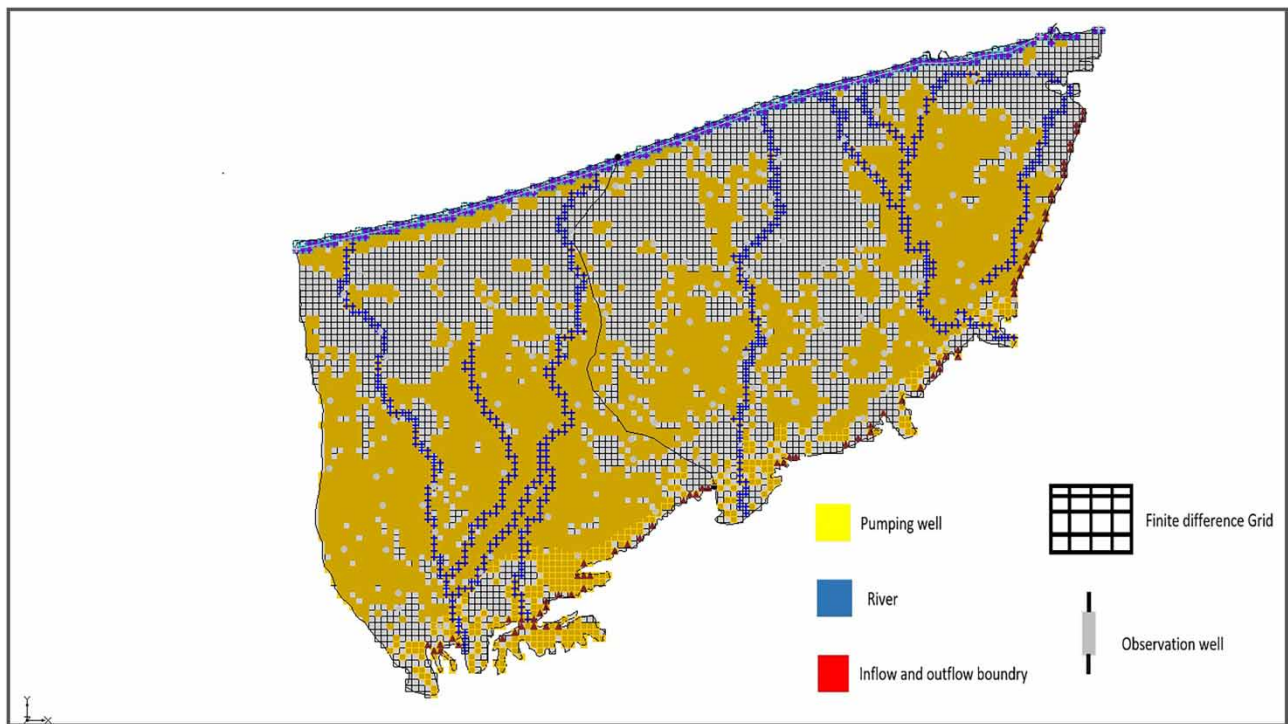 Pumping well
Finite difference Grid
River
Observation well
Inflow and outflow boundry
Y
X